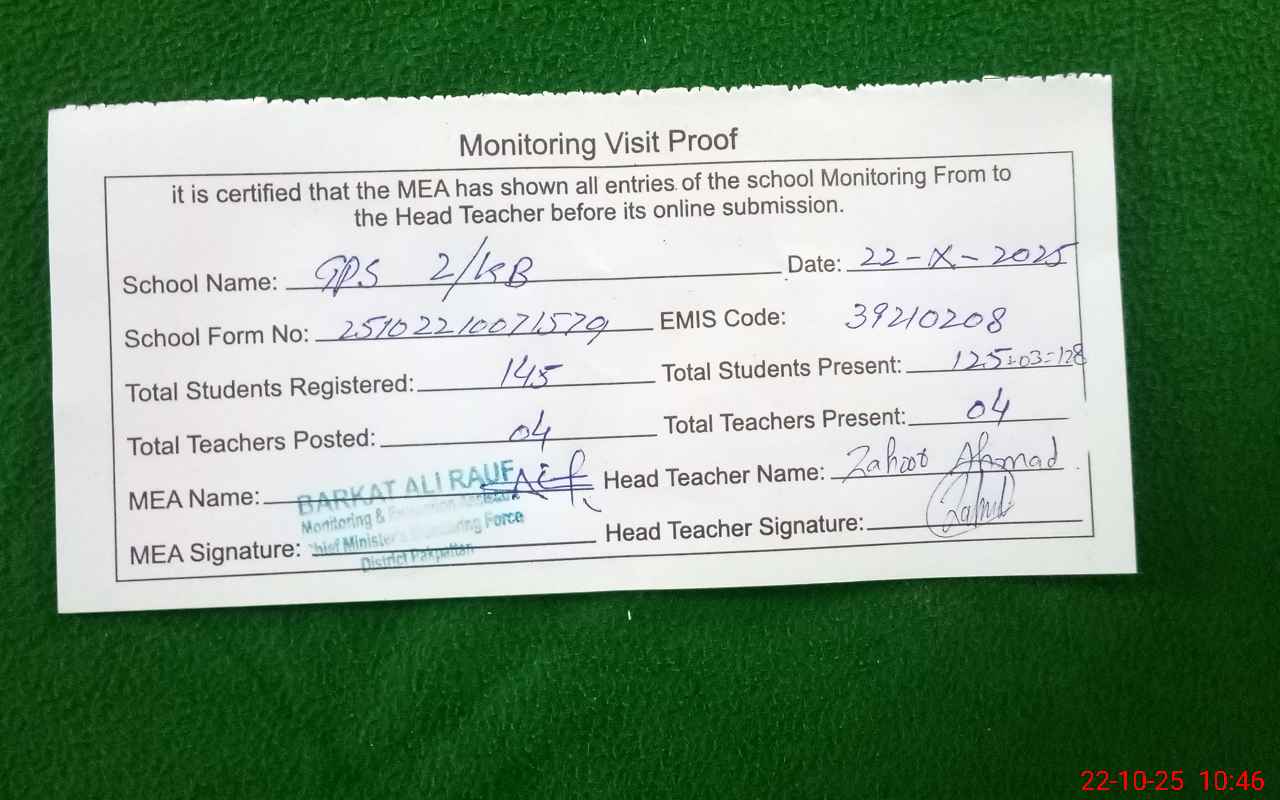 Monitoring Visit Proof
it is certified that the MEA has shown all entries of the school Monitoring From to
the Head Teacher before its online submission.
School Name: GPS 2/KB Date: 22-X-2025
School Form No: 25102210071579 EMIS Code: 39210208
Total Students Registered: 145 Total Students Present: 125+03=128
Total Teachers Posted: 04 Total Teachers Present: 04
MEA Name: BARKAT ALI RAUF Head Teacher Name: Zahoor Ahmad
Monitoring &
MEA Signature: Chief Minister's Monitoring Force Head Teacher Signature:
District Pakpattan
22-10-25 10:46